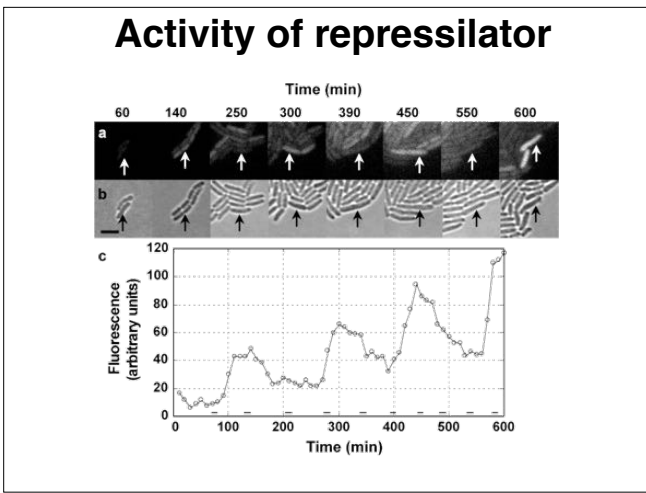 Activity of repressilator
Time (min)
60 140 250 300 390 450 550 600
a
b
c
Fluorescence
(arbitrary units)
120
100
80
60
40
20
0
0 100 200 300 400 500 600
Time (min)